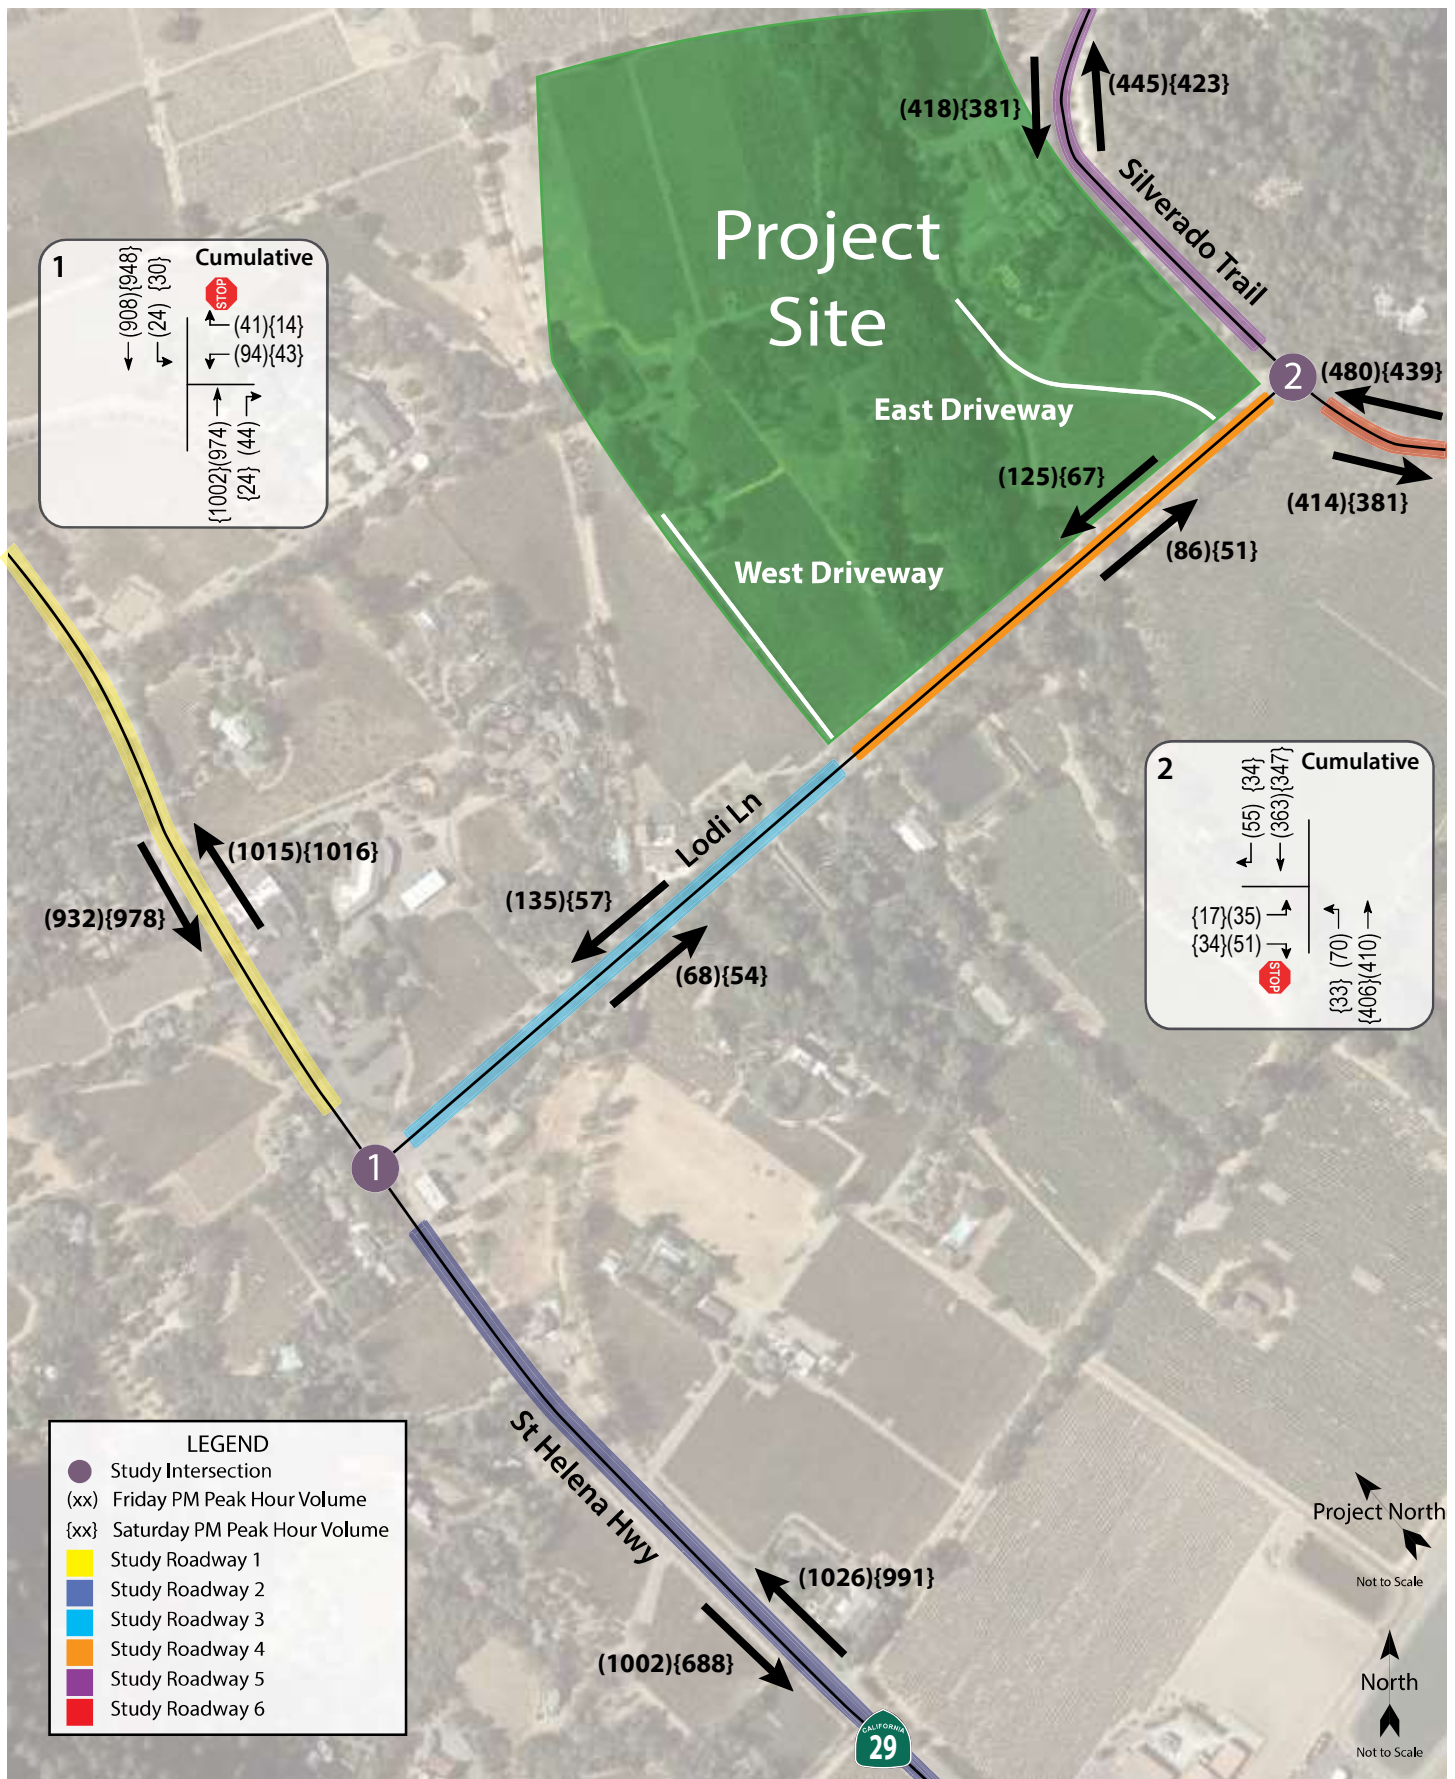 (445){423}
(418){381}
Silverado Trail
Project
Site
1
Cumulative
(908){948}
(24) {30}
STOP
(41){14}
(94){43}
{1002}(974)
{24} (44)
2
(480){439}
East Driveway
(125){67}
(414){381}
(86){51}
West Driveway
2
Cumulative
(55) {34}
(363){347}
{17}(35)
{34}(51)
STOP
{33} (70)
{406}(410)
Lodi Ln
(1015){1016}
(932){978}
(135){57}
(68){54}
1
St Helena Hwy
(1026){991}
(1002){688}
CALIFORNIA
29
LEGEND
Study Intersection
(xx) Friday PM Peak Hour Volume
{xx} Saturday PM Peak Hour Volume
Study Roadway 1
Study Roadway 2
Study Roadway 3
Study Roadway 4
Study Roadway 5
Study Roadway 6
Project North
Not to Scale
North
Not to Scale